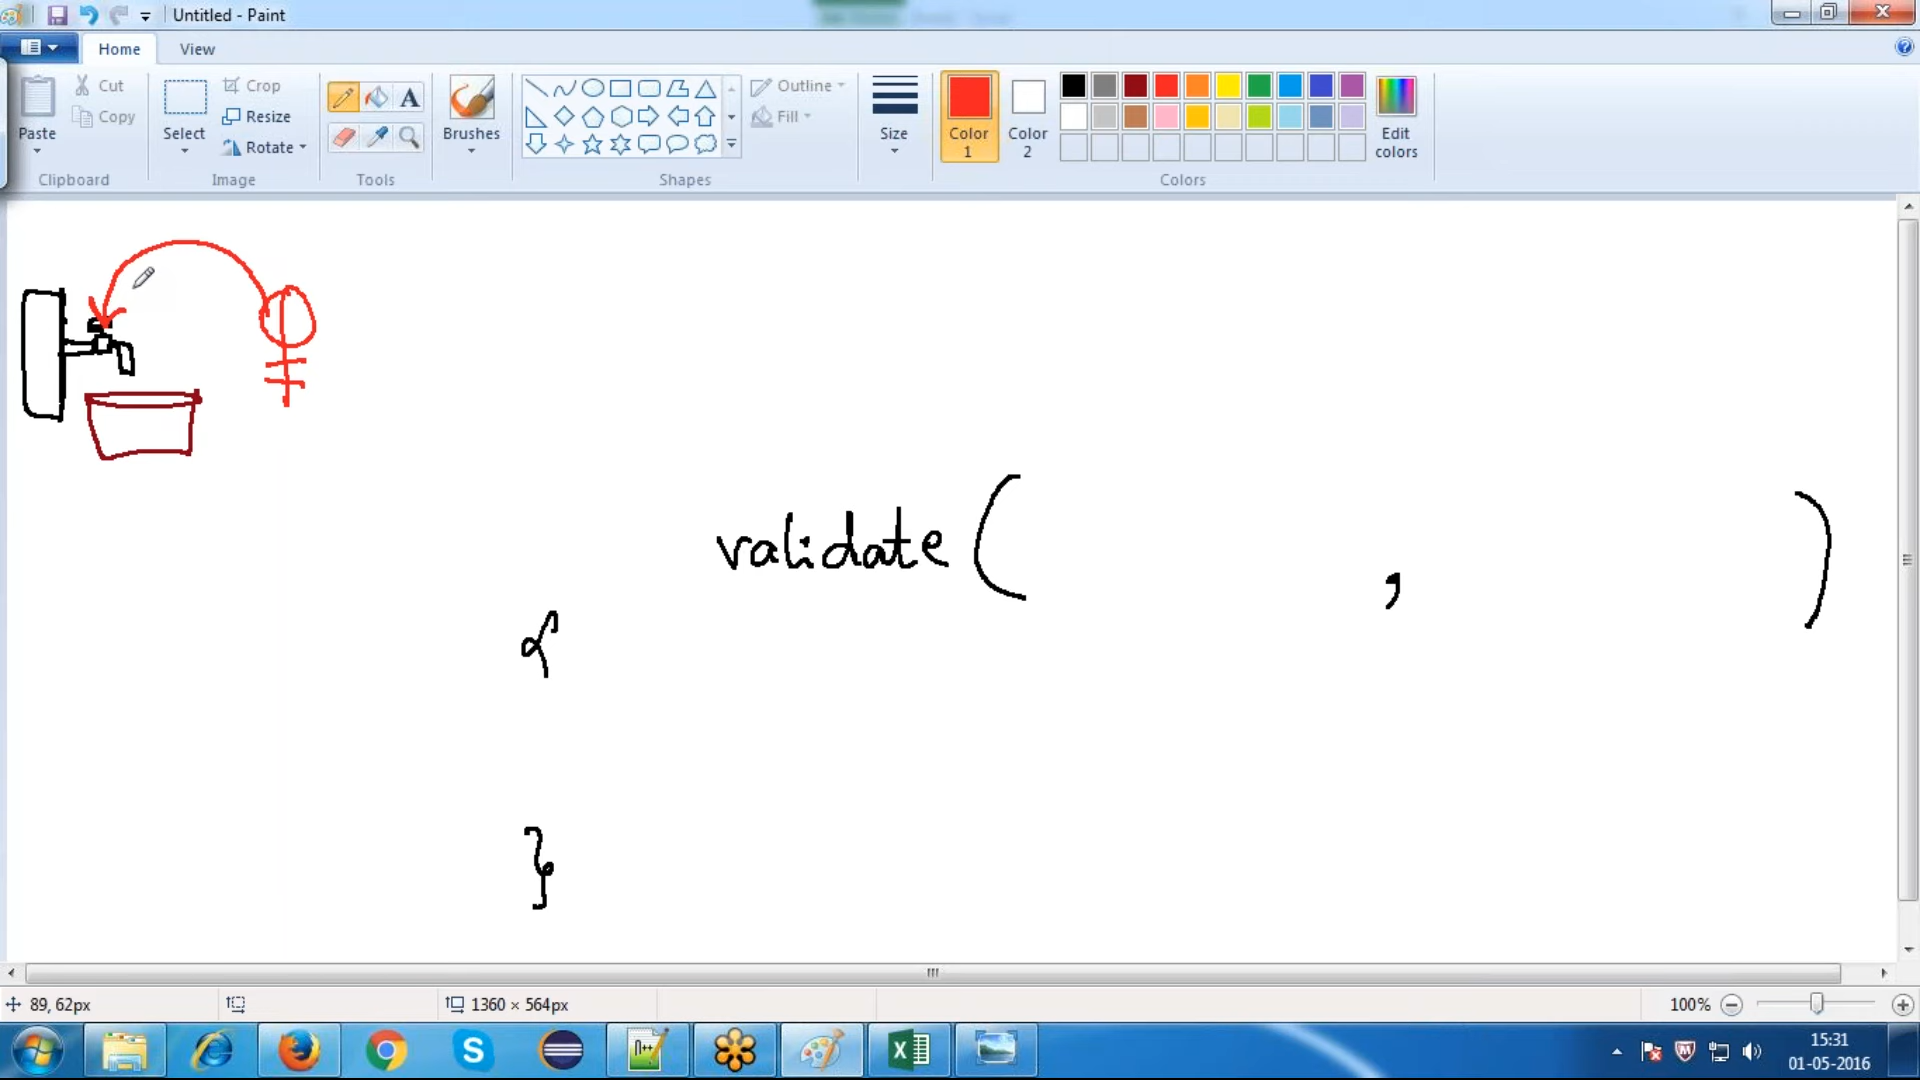 Untitled - Paint
Home View
Paste Cut Copy
Clipboard
Select Crop Resize Rotate
Image
A
Tools
Brushes
Shapes
Outline
Fill
Size
Color 1
Color 2
Edit colors
Colors
validate ( , )
{
}
89, 62px
1360 × 564px
100%
15:31
01-05-2016